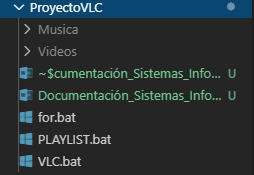 ProyectoVLC
Musica
Videos
~$cumentación_Sistemas_Info... U
Documentación_Sistemas_Info... U
for.bat
PLAYLIST.bat
VLC.bat